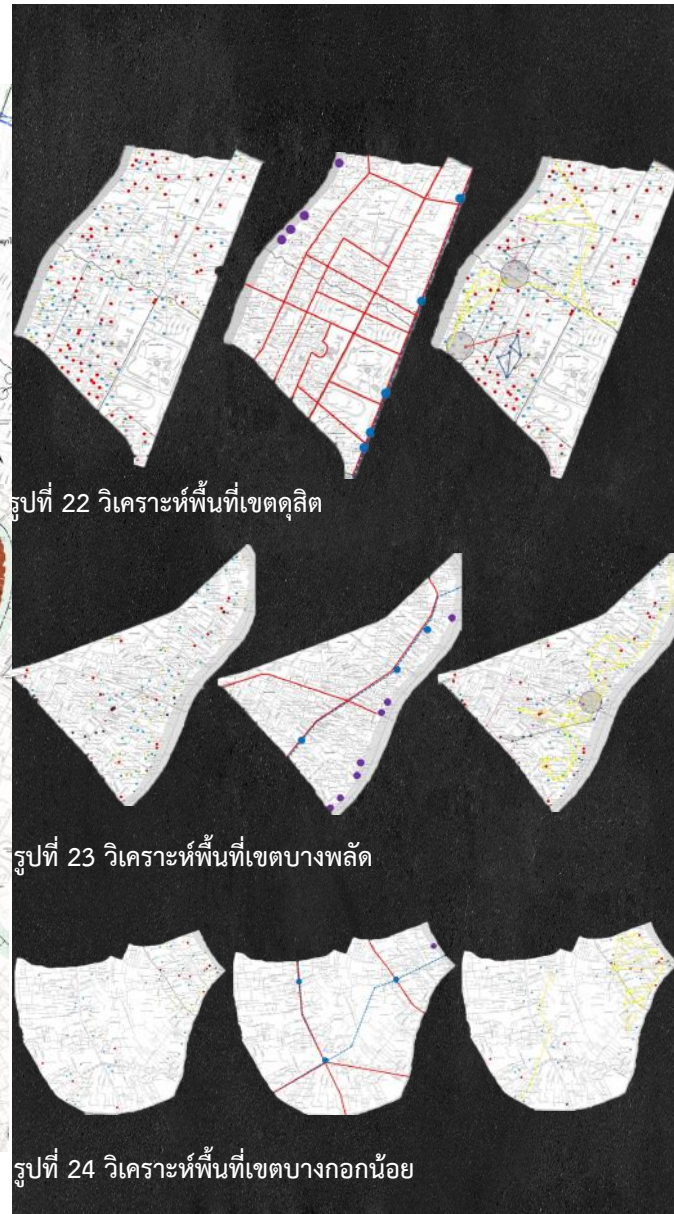 รูปที่ 22 วิเคราะห์พื้นที่เขตดุสิต
รูปที่ 23 วิเคราะห์พื้นที่เขตบางพลัด
รูปที่ 24 วิเคราะห์พื้นที่เขตบางกอกน้อย